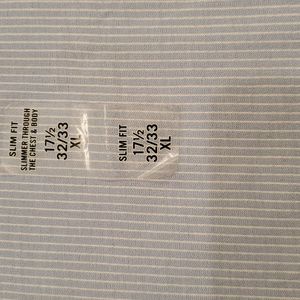 SLIM FIT
SLIMMER THROUGH
THE CHEST & BODY
17½
32/33
XL
SLIM FIT
17½
32/33
XL